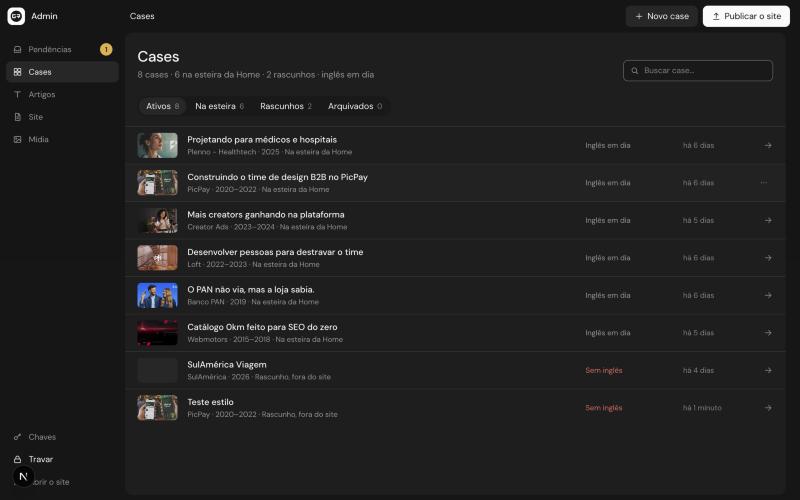 Admin
Cases
Novo case
Publicar o site
Pendências
1
Cases
Artigos
Site
Mídia
Cases
8 cases · 6 na esteira da Home · 2 rascunhos · inglês em dia
Buscar case…
Ativos 8
Na esteira 6
Rascunhos 2
Arquivados 0
Projetando para médicos e hospitais
Plenno – Healthtech · 2025 · Na esteira da Home
Inglês em dia
há 6 dias
Construindo o time de design B2B no PicPay
PicPay · 2020–2022 · Na esteira da Home
Inglês em dia
há 6 dias
Mais creators ganhando na plataforma
Creator Ads · 2023–2024 · Na esteira da Home
Inglês em dia
há 5 dias
Desenvolver pessoas para destravar o time
Loft · 2022–2023 · Na esteira da Home
Inglês em dia
há 6 dias
O PAN não via, mas a loja sabia.
Banco PAN · 2019 · Na esteira da Home
Inglês em dia
há 6 dias
Catálogo 0km feito para SEO do zero
Webmotors · 2015–2018 · Na esteira da Home
Inglês em dia
há 5 dias
SulAmérica Viagem
SulAmérica · 2026 · Rascunho, fora do site
Sem inglês
há 4 dias
Teste estilo
PicPay · 2020–2022 · Rascunho, fora do site
Sem inglês
há 1 minuto
Chaves
Travar
N
o site